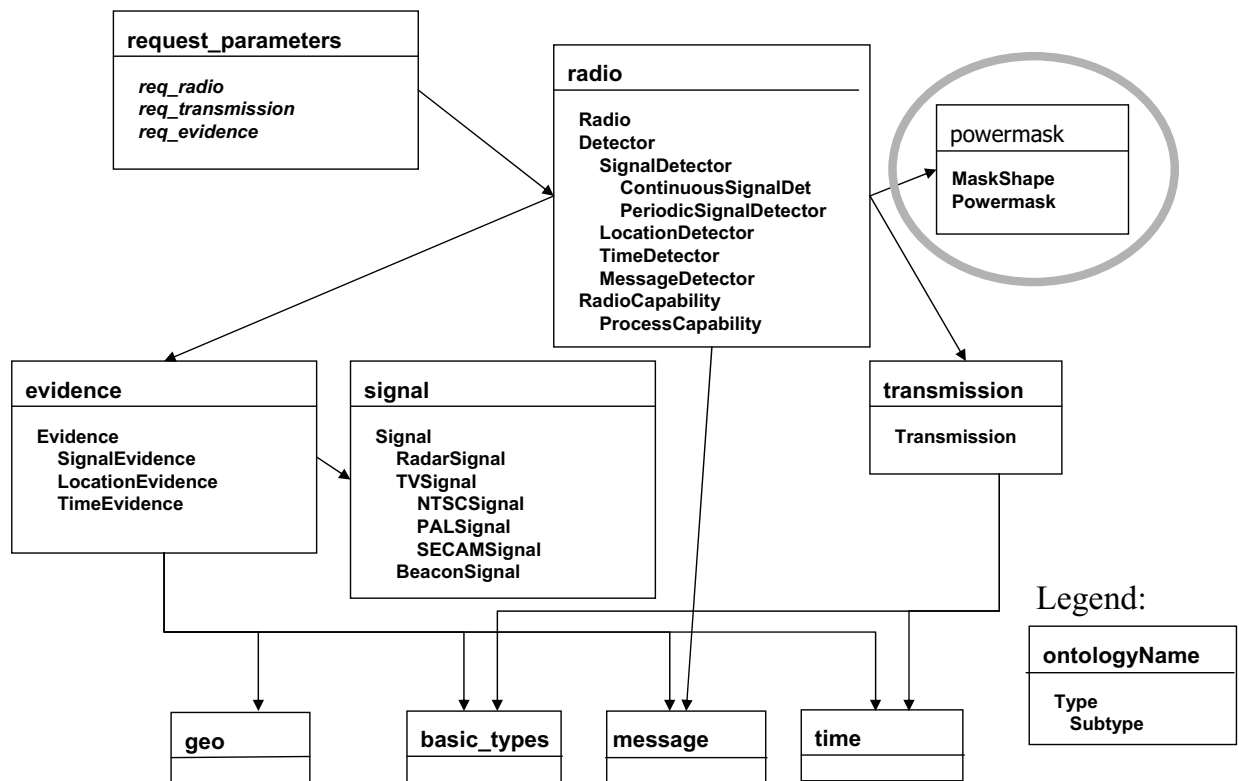 request_parameters
req_radio
req_transmission
req_evidence
radio
Radio
Detector
SignalDetector
ContinuousSignalDet
PeriodicSignalDetector
LocationDetector
TimeDetector
MessageDetector
RadioCapability
ProcessCapability
powermask
MaskShape
Powermask
evidence
Evidence
SignalEvidence
LocationEvidence
TimeEvidence
signal
Signal
RadarSignal
TVSignal
NTSCSignal
PALSignal
SECAMSignal
BeaconSignal
transmission
Transmission
Legend:
ontologyName
Type
Subtype
geo
basic_types
message
time